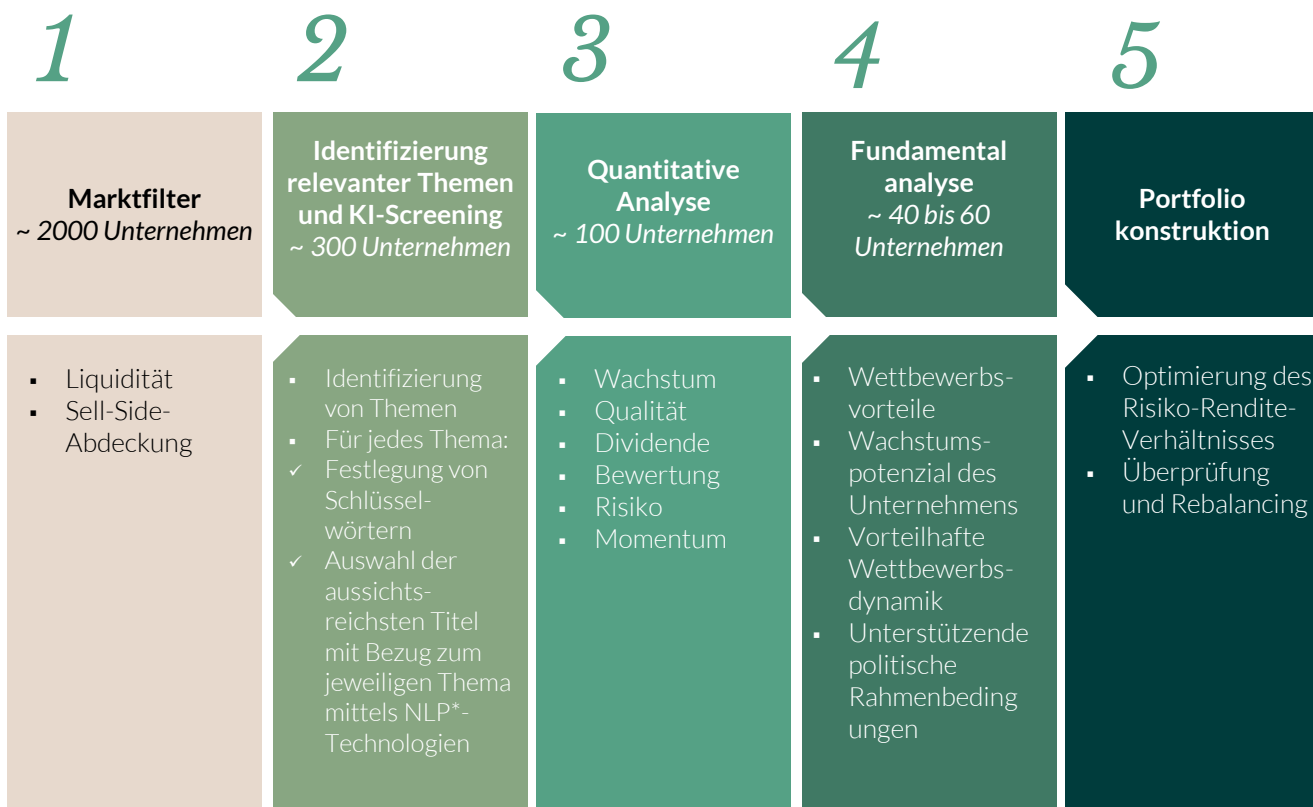 1
Marktfilter
~ 2000 Unternehmen
▪ Liquidität
▪ Sell-Side-
Abdeckung
2
Identifizierung
relevanter Themen
und KI-Screening
~ 300 Unternehmen
▪ Identifizierung
von Themen
▪ Für jedes Thema:
✓ Festlegung von
Schlüssel-
wörtern
✓ Auswahl der
aussichts-
reichsten Titel
mit Bezug zum
jeweiligen Thema
mittels NLP*-
Technologien
3
Quantitative
Analyse
~ 100 Unternehmen
▪ Wachstum
▪ Qualität
▪ Dividende
▪ Bewertung
▪ Risiko
▪ Momentum
4
Fundamental
analyse
~ 40 bis 60
Unternehmen
▪ Wettbewerbs-
vorteile
▪ Wachstums-
potenzial des
Unternehmens
▪ Vorteilhafte
Wettbewerbs-
dynamik
▪ Unterstützende
politische
Rahmenbeding
ungen
5
Portfolio
konstruktion
▪ Optimierung des
Risiko-Rendite-
Verhältnisses
▪ Überprüfung
und Rebalancing